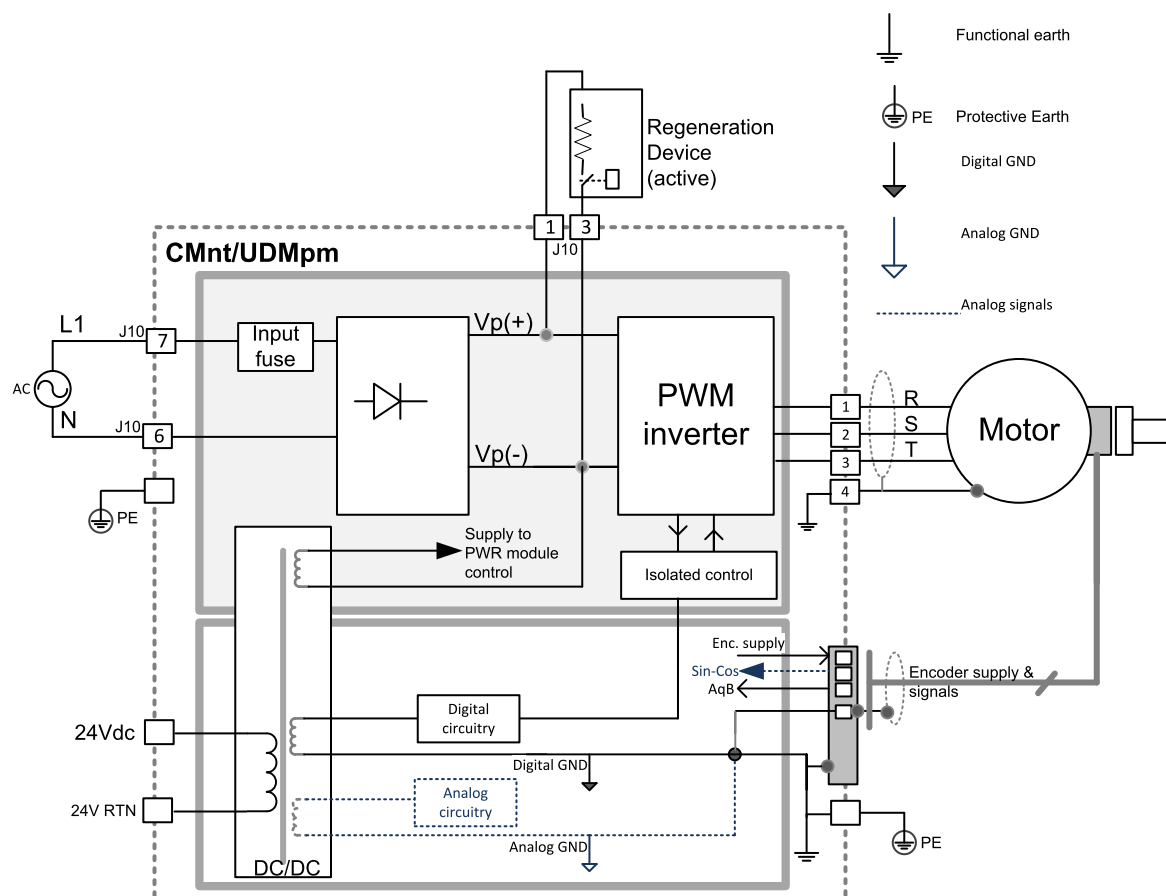 Functional earth
PE
Protective Earth
Digital GND
Analog GND
Analog signals
Regeneration
Device
(active)
1
3
J10
CMnt/UDMpm
L1
J10
7
Input
fuse
Vp(+)
AC
N
J10
6
Vp(-)
PWM
inverter
1
R
2
S
3
T
4
Motor
PE
Supply to
PWR module
control
Isolated control
Enc. supply
Sin-Cos
AqB
Encoder supply &
signals
Digital
circuitry
24Vdc
Digital GND
Analog
circuitry
24V RTN
Analog GND
PE
DC/DC